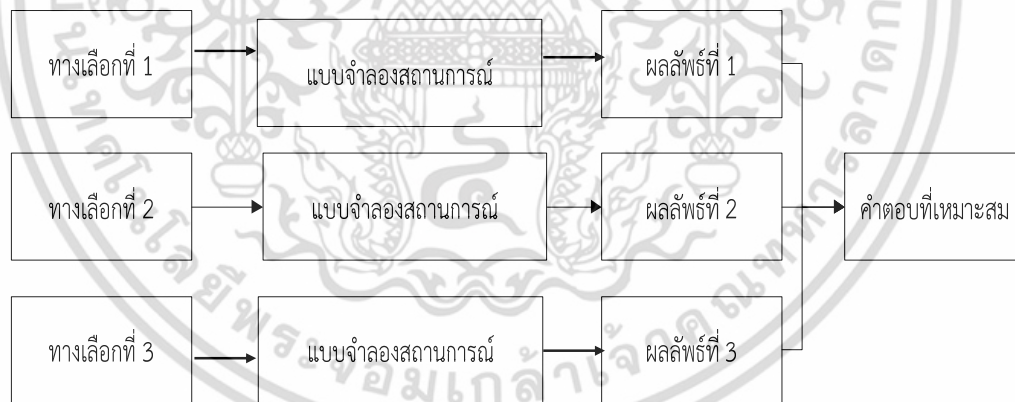 ทางเลือกที่ 1
แบบจำลองสถานการณ์
ผลลัพธ์ที่ 1
ทางเลือกที่ 2
แบบจำลองสถานการณ์
ผลลัพธ์ที่ 2
คำตอบที่เหมาะสม
ทางเลือกที่ 3
แบบจำลองสถานการณ์
ผลลัพธ์ที่ 3